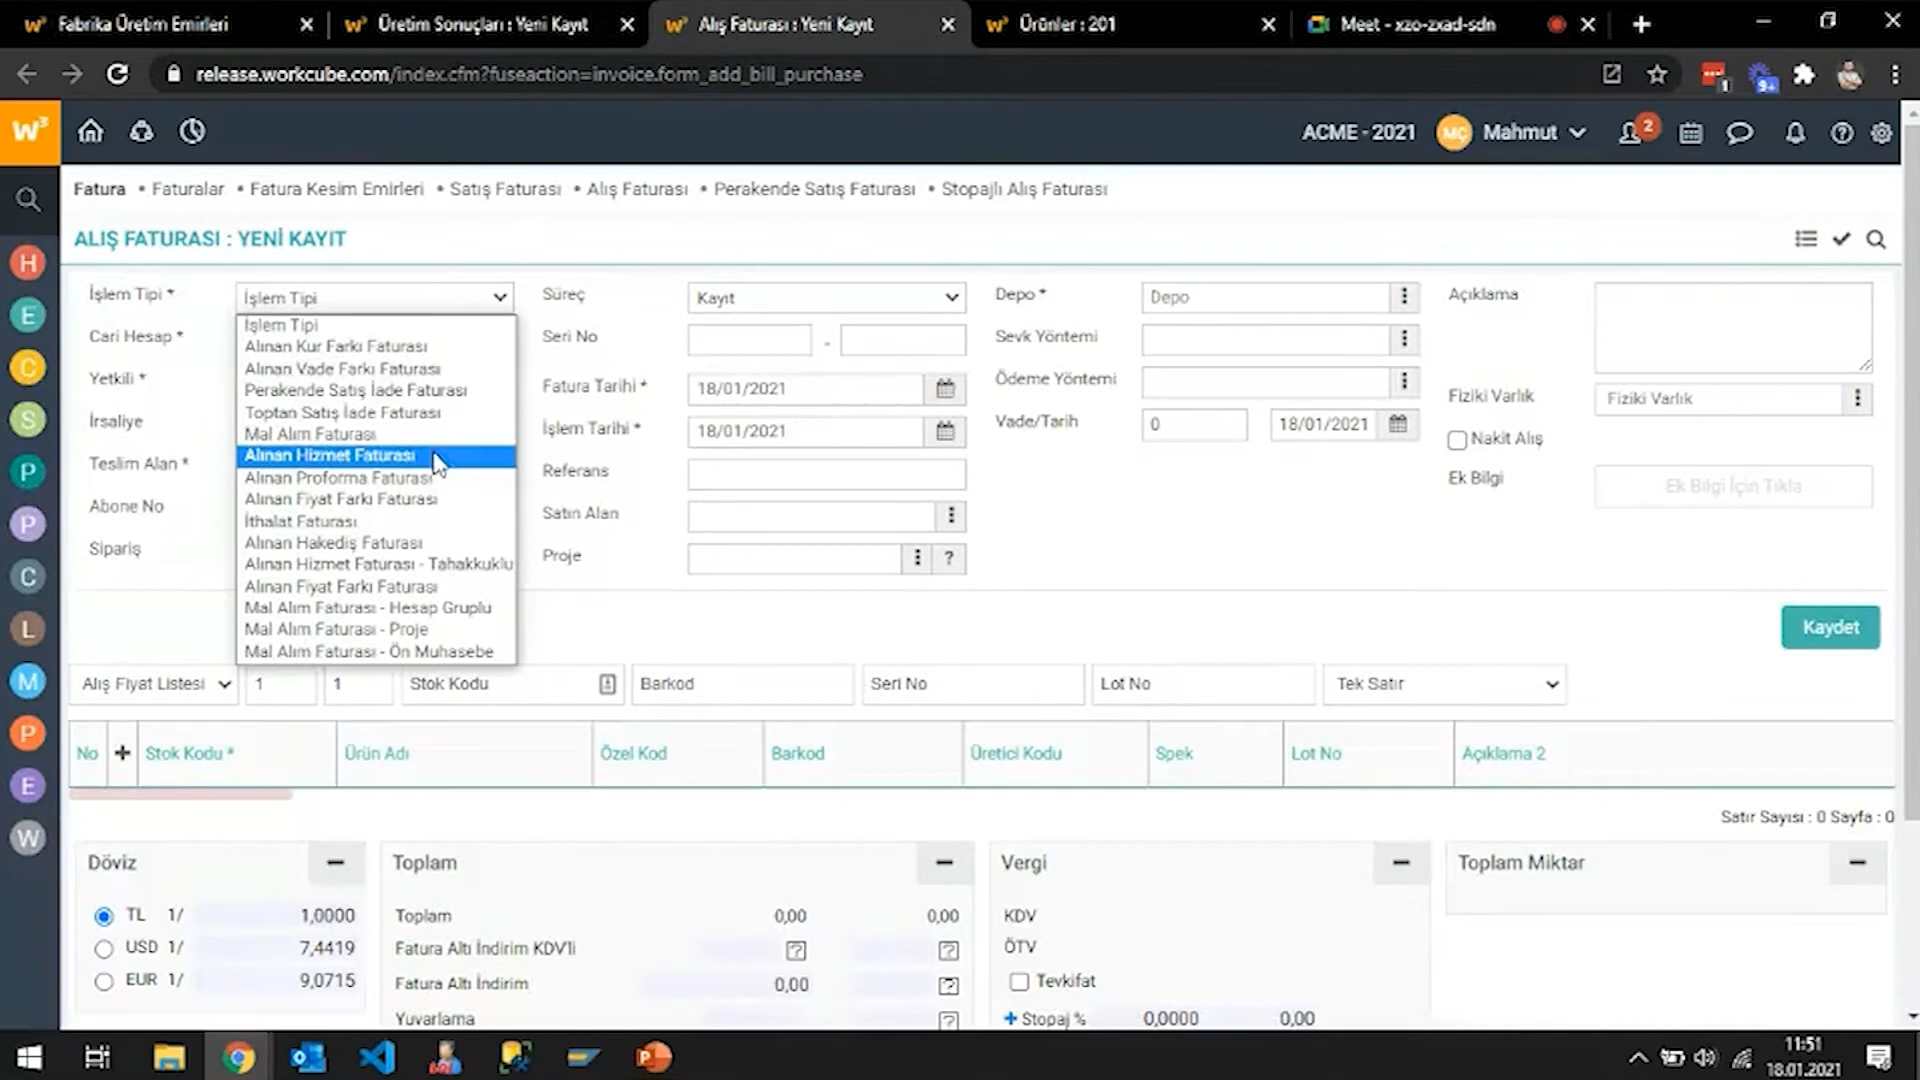 Fabrika Üretim Emirleri
Üretim Sonuçları : Yeni Kayıt
Alış Faturası : Yeni Kayıt
Ürünler : 201
Meet - xzo-zxad-sdn
release.workcube.com/index.cfm?fuseaction=invoice.form_add_bill_purchase
1
9+
w3
ACME - 2021
MÇ
Mahmut
2
Fatura • Faturalar • Fatura Kesim Emirleri • Satış Faturası • Alış Faturası • Perakende Satış Faturası • Stopajlı Alış Faturası
ALIŞ FATURASI : YENİ KAYIT
H
E
C
S
P
P
C
L
M
P
E
W
İşlem Tipi *
İşlem Tipi
Cari Hesap *
Yetkili *
İrsaliye
Teslim Alan *
Abone No
Sipariş
İşlem Tipi
Alınan Kur Farkı Faturası
Alınan Vade Farkı Faturası
Perakende Satış İade Faturası
Toptan Satış İade Faturası
Mal Alım Faturası
Alınan Hizmet Faturası
Alınan Proforma Faturası
Alınan Fiyat Farkı Faturası
İthalat Faturası
Alınan Hakediş Faturası
Alınan Hizmet Faturası - Tahakkuklu
Alınan Fiyat Farkı Faturası
Mal Alım Faturası - Hesap Gruplu
Mal Alım Faturası - Proje
Mal Alım Faturası - Ön Muhasebe
Süreç
Kayıt
Seri No
-
Fatura Tarihi *
18/01/2021
İşlem Tarihi *
18/01/2021
Referans
Satın Alan
Proje
?
Depo *
Depo
Sevk Yöntemi
Ödeme Yöntemi
Vade/Tarih
0
18/01/2021
Açıklama
Fiziki Varlık
Fiziki Varlık
Nakit Alış
Ek Bilgi
Ek Bilgi İçin Tıkla
Kaydet
Alış Fiyat Listesi
1
1
Stok Kodu
Barkod
Seri No
Lot No
Tek Satır
No
+
Stok Kodu *
Ürün Adı
Özel Kod
Barkod
Üretici Kodu
Spek
Lot No
Açıklama 2
Satır Sayısı : 0 Sayfa : 0
Döviz
TL 1/ 1,0000
USD 1/ 7,4419
EUR 1/ 9,0715
Toplam
Toplam 0,00 0,00
Fatura Altı İndirim KDV'li
Fatura Altı İndirim 0,00
Yuvarlama
Vergi
KDV
ÖTV
Tevkifat
+ Stopaj % 0,0000 0,00
Toplam Miktar
11:51
18.01.2021